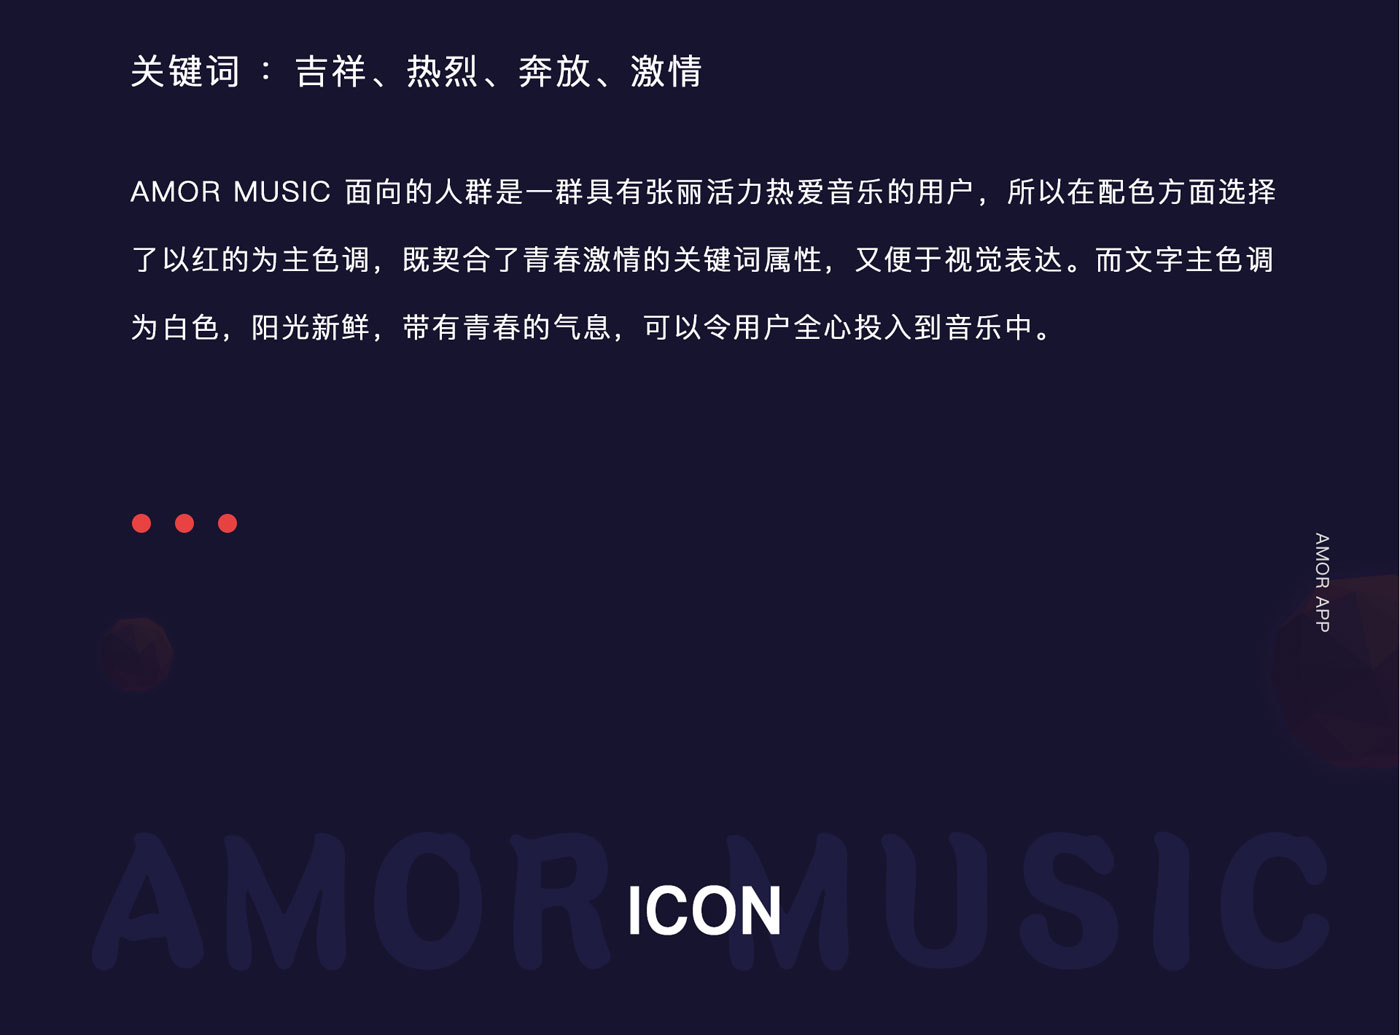 关键词 ： 吉祥、热烈、奔放、激情
AMOR MUSIC 面向的人群是一群具有张丽活力热爱音乐的用户，所以在配色方面选择
了以红的为主色调，既契合了青春激情的关键词属性，又便于视觉表达。而文字主色调
为白色，阳光新鲜，带有青春的气息，可以令用户全心投入到音乐中。
AMOR APP
AMOR MUSIC
ICON